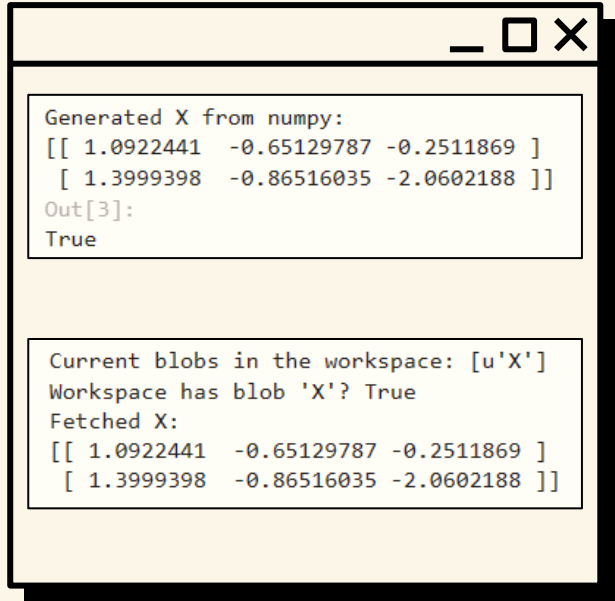 Generated X from numpy:
[[ 1.0922441  -0.65129787 -0.2511869 ]
 [ 1.3999398  -0.86516035 -2.0602188 ]]
Out[3]:
True
Current blobs in the workspace: [u'X']
Workspace has blob 'X'? True
Fetched X:
[[ 1.0922441  -0.65129787 -0.2511869 ]
 [ 1.3999398  -0.86516035 -2.0602188 ]]